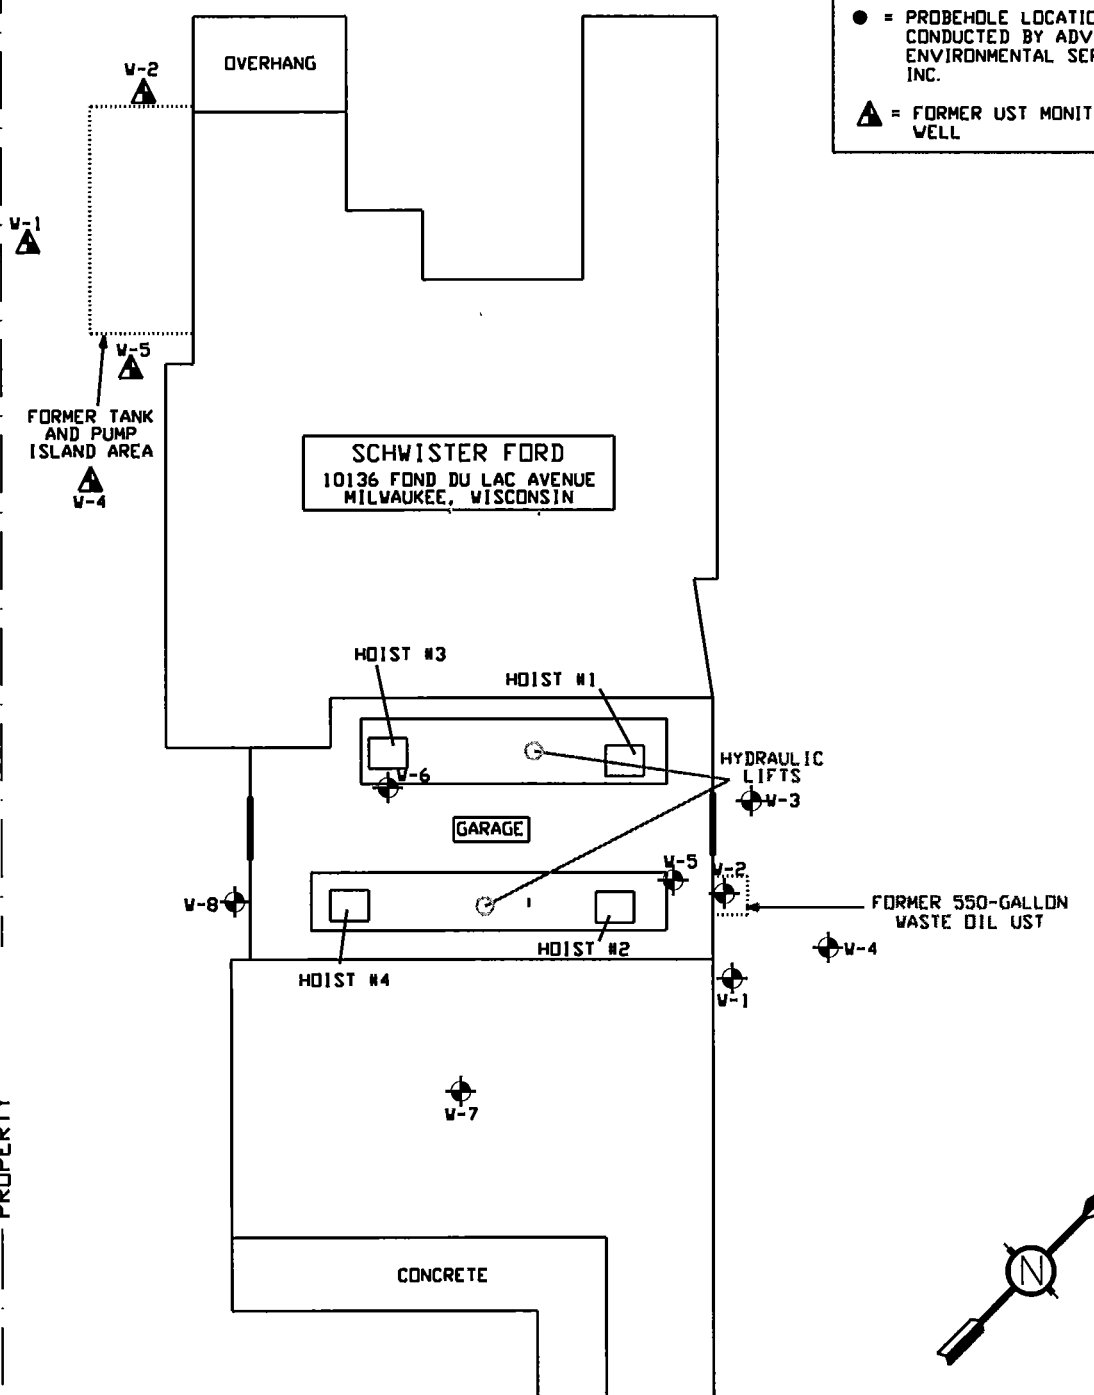 ● = PROBEHOLE LOCATIO
CONDUCTED BY ADV
ENVIRONMENTAL SER
INC.
= FORMER UST MONIT
WELL
OVERHANG
W-2
W-1
W-5
FORMER TANK
AND PUMP
ISLAND AREA
W-4
SCHWISTER FORD
10136 FOND DU LAC AVENUE
MILWAUKEE, WISCONSIN
HOIST #3
HOIST #1
HYDRAULIC
LIFTS
W-6
W-3
GARAGE
W-5
W-2
W-8
FORMER 550-GALLON
WASTE OIL UST
HOIST #2
W-4
HOIST #4
W-1
W-7
PROPERTY
CONCRETE
N